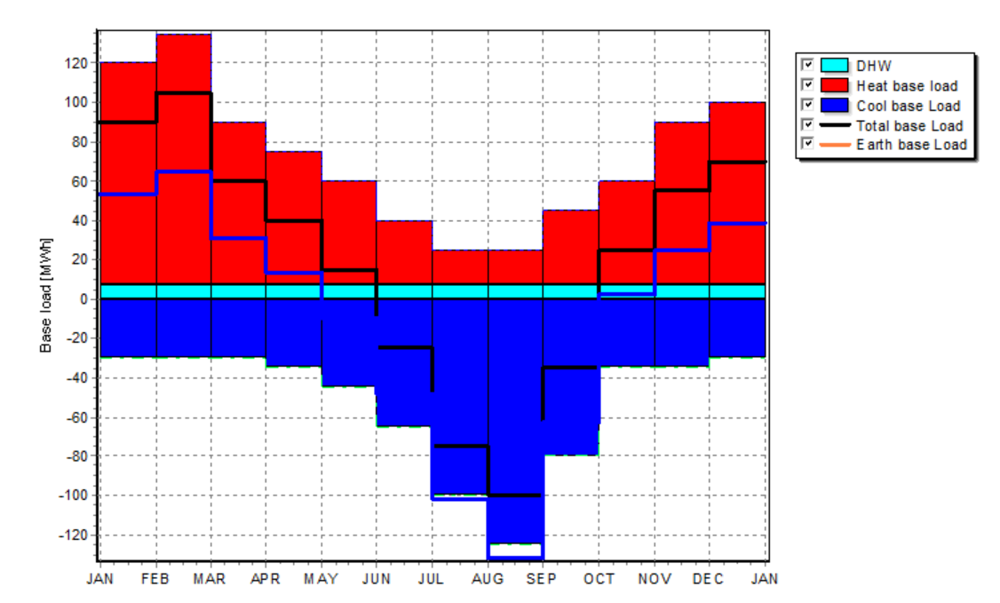 120
100
80
60
40
20
0
-20
-40
-60
-80
-100
-120
Base load [MWh]
JAN FEB MAR APR MAY JUN JUL AUG SEP OCT NOV DEC JAN
DHW
Heat base load
Cool base Load
Total base Load
Earth base Load